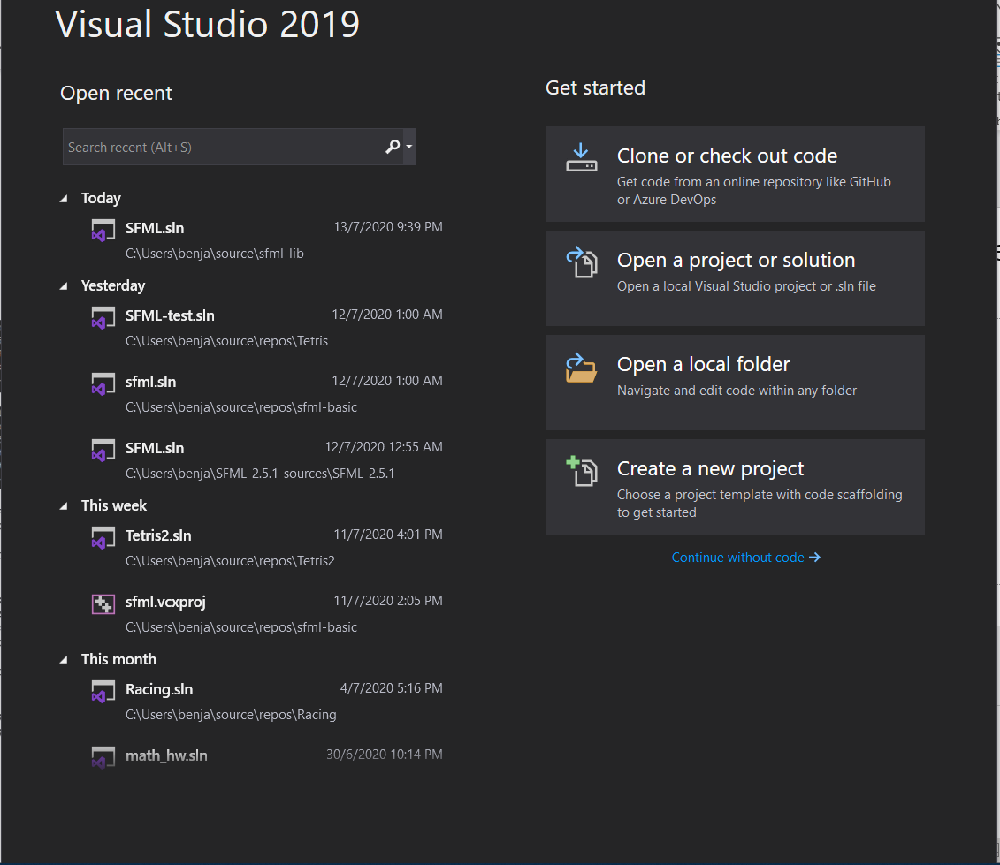 Visual Studio 2019
Open recent
Search recent (Alt+S)
Today
SFML.sln 13/7/2020 9:39 PM
C:\Users\benja\source\sfml-lib
Yesterday
SFML-test.sln 12/7/2020 1:00 AM
C:\Users\benja\source\repos\Tetris
sfml.sln 12/7/2020 1:00 AM
C:\Users\benja\source\repos\sfml-basic
SFML.sln 12/7/2020 12:55 AM
C:\Users\benja\SFML-2.5.1-sources\SFML-2.5.1
This week
Tetris2.sln 11/7/2020 4:01 PM
C:\Users\benja\source\repos\Tetris2
sfml.vcxproj 11/7/2020 2:05 PM
C:\Users\benja\source\repos\sfml-basic
This month
Racing.sln 4/7/2020 5:16 PM
C:\Users\benja\source\repos\Racing
math_hw.sln 30/6/2020 10:14 PM
Get started
Clone or check out code
Get code from an online repository like GitHub
or Azure DevOps
Open a project or solution
Open a local Visual Studio project or .sln file
Open a local folder
Navigate and edit code within any folder
Create a new project
Choose a project template with code scaffolding
to get started
Continue without code →